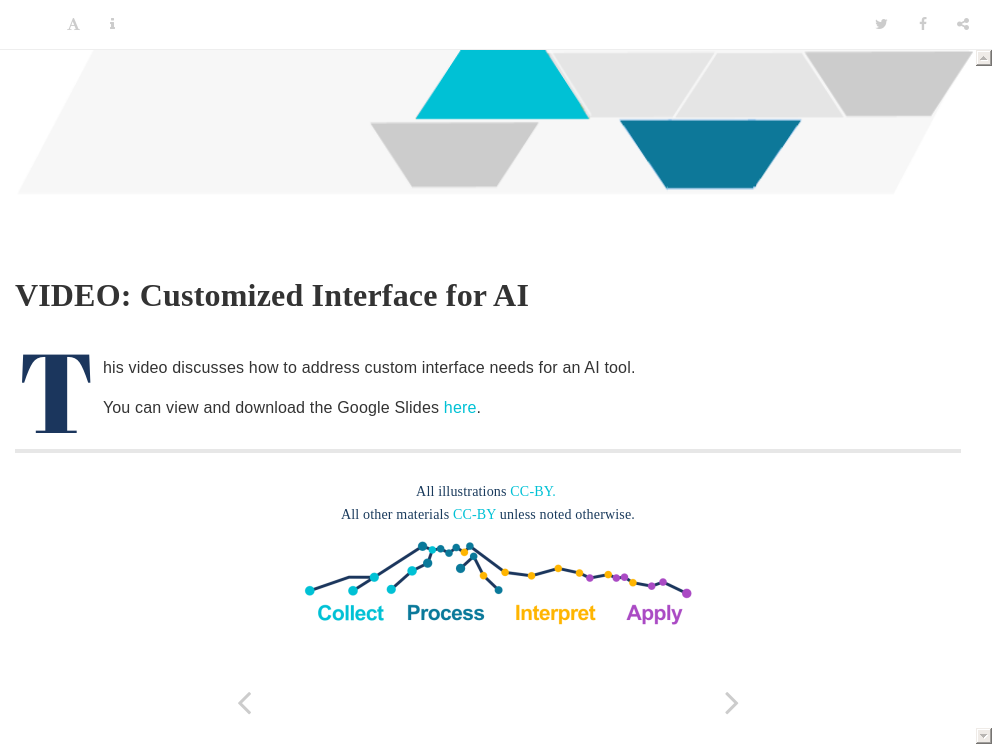 VIDEO: Customized Interface for AI
This video discusses how to address custom interface needs for an AI tool.
You can view and download the Google Slides here.
All illustrations CC-BY.
All other materials CC-BY unless noted otherwise.
Collect Process Interpret Apply